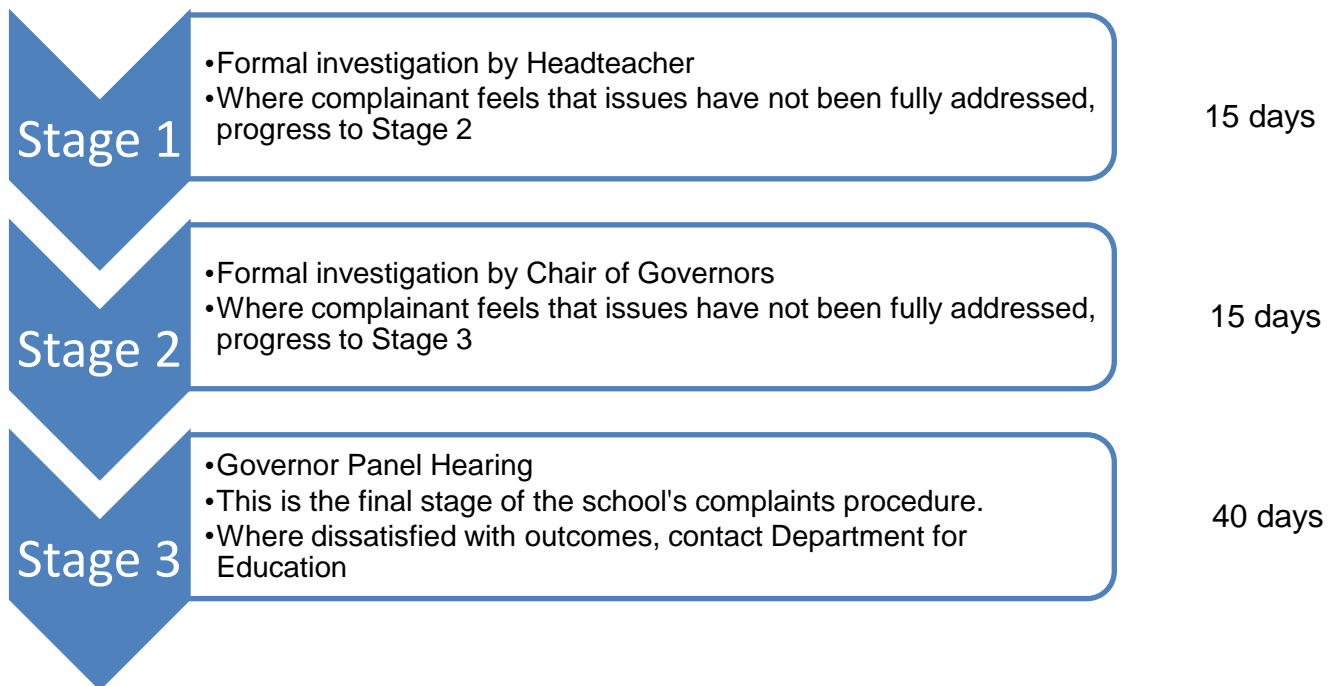 Stage 1
•Formal investigation by Headteacher
•Where complainant feels that issues have not been fully addressed,
progress to Stage 2
15 days
Stage 2
•Formal investigation by Chair of Governors
•Where complainant feels that issues have not been fully addressed,
progress to Stage 3
15 days
Stage 3
•Governor Panel Hearing
•This is the final stage of the school's complaints procedure.
•Where dissatisfied with outcomes, contact Department for
Education
40 days